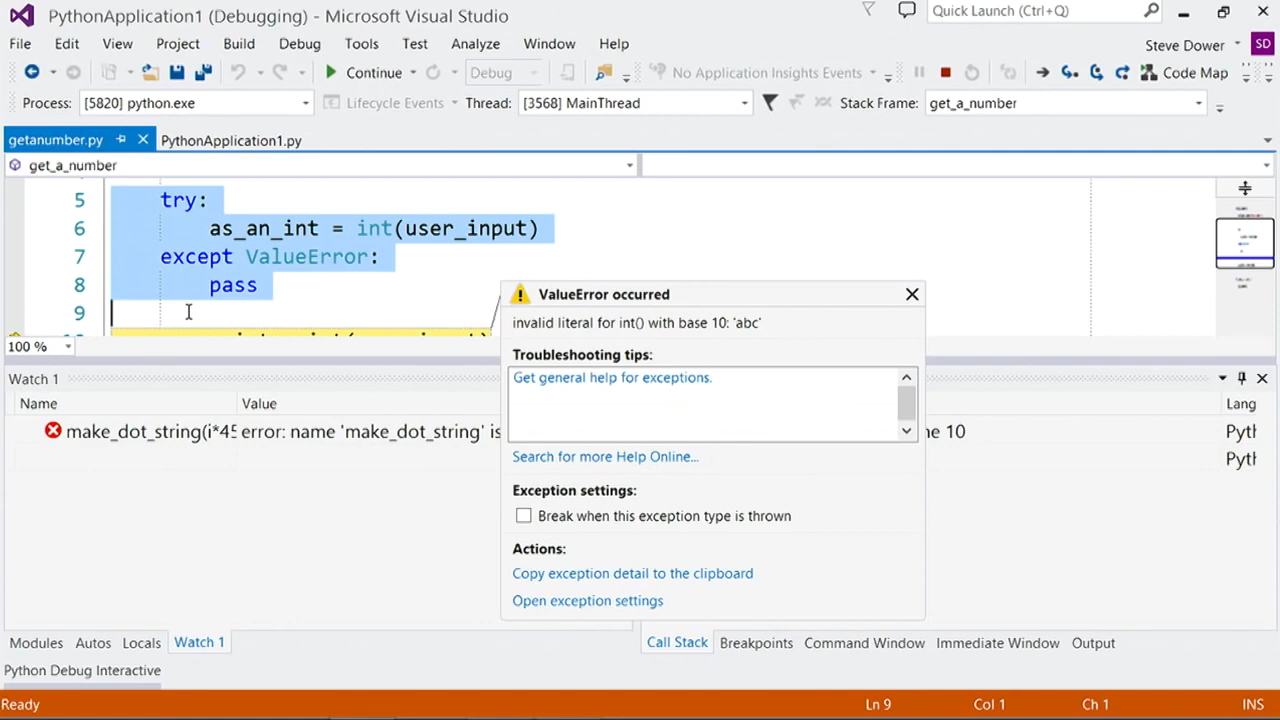 PythonApplication1 (Debugging) - Microsoft Visual Studio
Quick Launch (Ctrl+Q)
File Edit View Project Build Debug Tools Test Analyze Window Help
Steve Dower SD
Continue Debug No Application Insights Events Code Map
Process: [5820] python.exe Lifecycle Events Thread: [3568] MainThread Stack Frame: get_a_number
getanumber.py PythonApplication1.py
get_a_number
5 try:
6 as_an_int = int(user_input)
7 except ValueError:
8 pass
9
100 %
ValueError occurred
invalid literal for int() with base 10: 'abc'
Troubleshooting tips:
Get general help for exceptions.
Search for more Help Online...
Exception settings:
Break when this exception type is thrown
Actions:
Copy exception detail to the clipboard
Open exception settings
Watch 1
Name Value Lang
make_dot_string(i*45 error: name 'make_dot_string' is ne 10 Pyth
Pyth
Modules Autos Locals Watch 1
Call Stack Breakpoints Command Window Immediate Window Output
Python Debug Interactive
Ready Ln 9 Col 1 Ch 1 INS